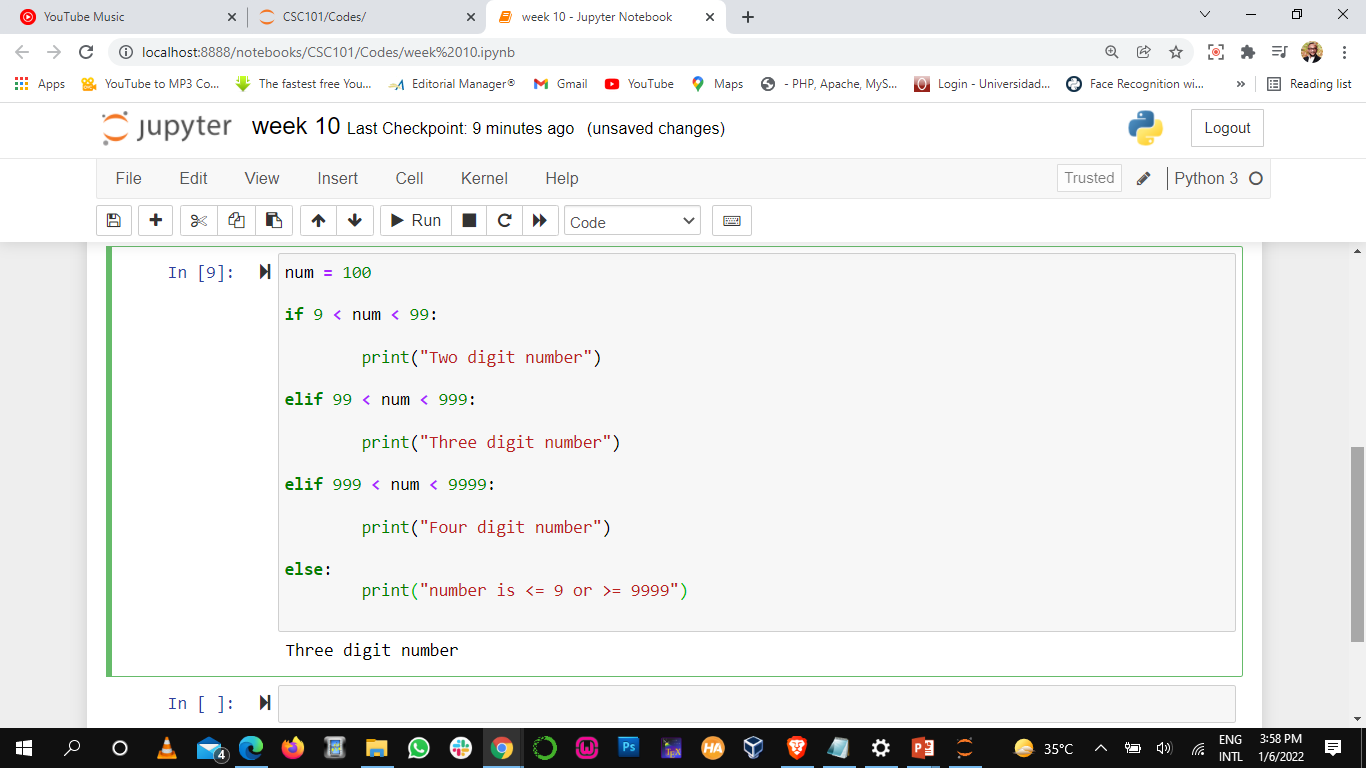 YouTube Music
CSC101/Codes/
week 10 - Jupyter Notebook
localhost:8888/notebooks/CSC101/Codes/week%2010.ipynb
Apps YouTube to MP3 Co... The fastest free You... Editorial Manager® Gmail YouTube Maps - PHP, Apache, MyS... Login - Universidad... Face Recognition wi... » Reading list
jupyter week 10 Last Checkpoint: 9 minutes ago (unsaved changes) Logout
File Edit View Insert Cell Kernel Help Trusted Python 3
Run Code
In [9]: num = 100
if 9 < num < 99:
print("Two digit number")
elif 99 < num < 999:
print("Three digit number")
elif 999 < num < 9999:
print("Four digit number")
else:
print("number is <= 9 or >= 9999")
Three digit number
In [ ]:
4 Ps HA 35°C ENG 3:58 PM
INTL 1/6/2022